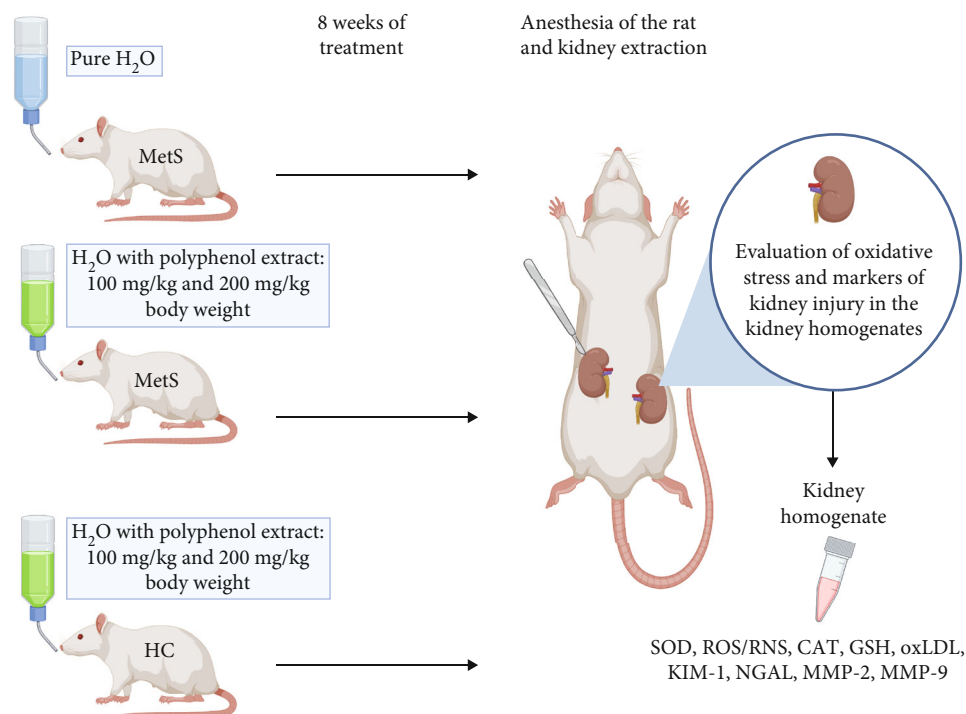 8 weeks of
treatment
Anesthesia of the rat
and kidney extraction
Pure H₂O
MetS
H₂O with polyphenol extract:
100 mg/kg and 200 mg/kg
body weight
MetS
H₂O with polyphenol extract:
100 mg/kg and 200 mg/kg
body weight
HC
Evaluation of oxidative
stress and markers of
kidney injury in the
kidney homogenates
Kidney
homogenate
SOD, ROS/RNS, CAT, GSH, oxLDL,
KIM-1, NGAL, MMP-2, MMP-9